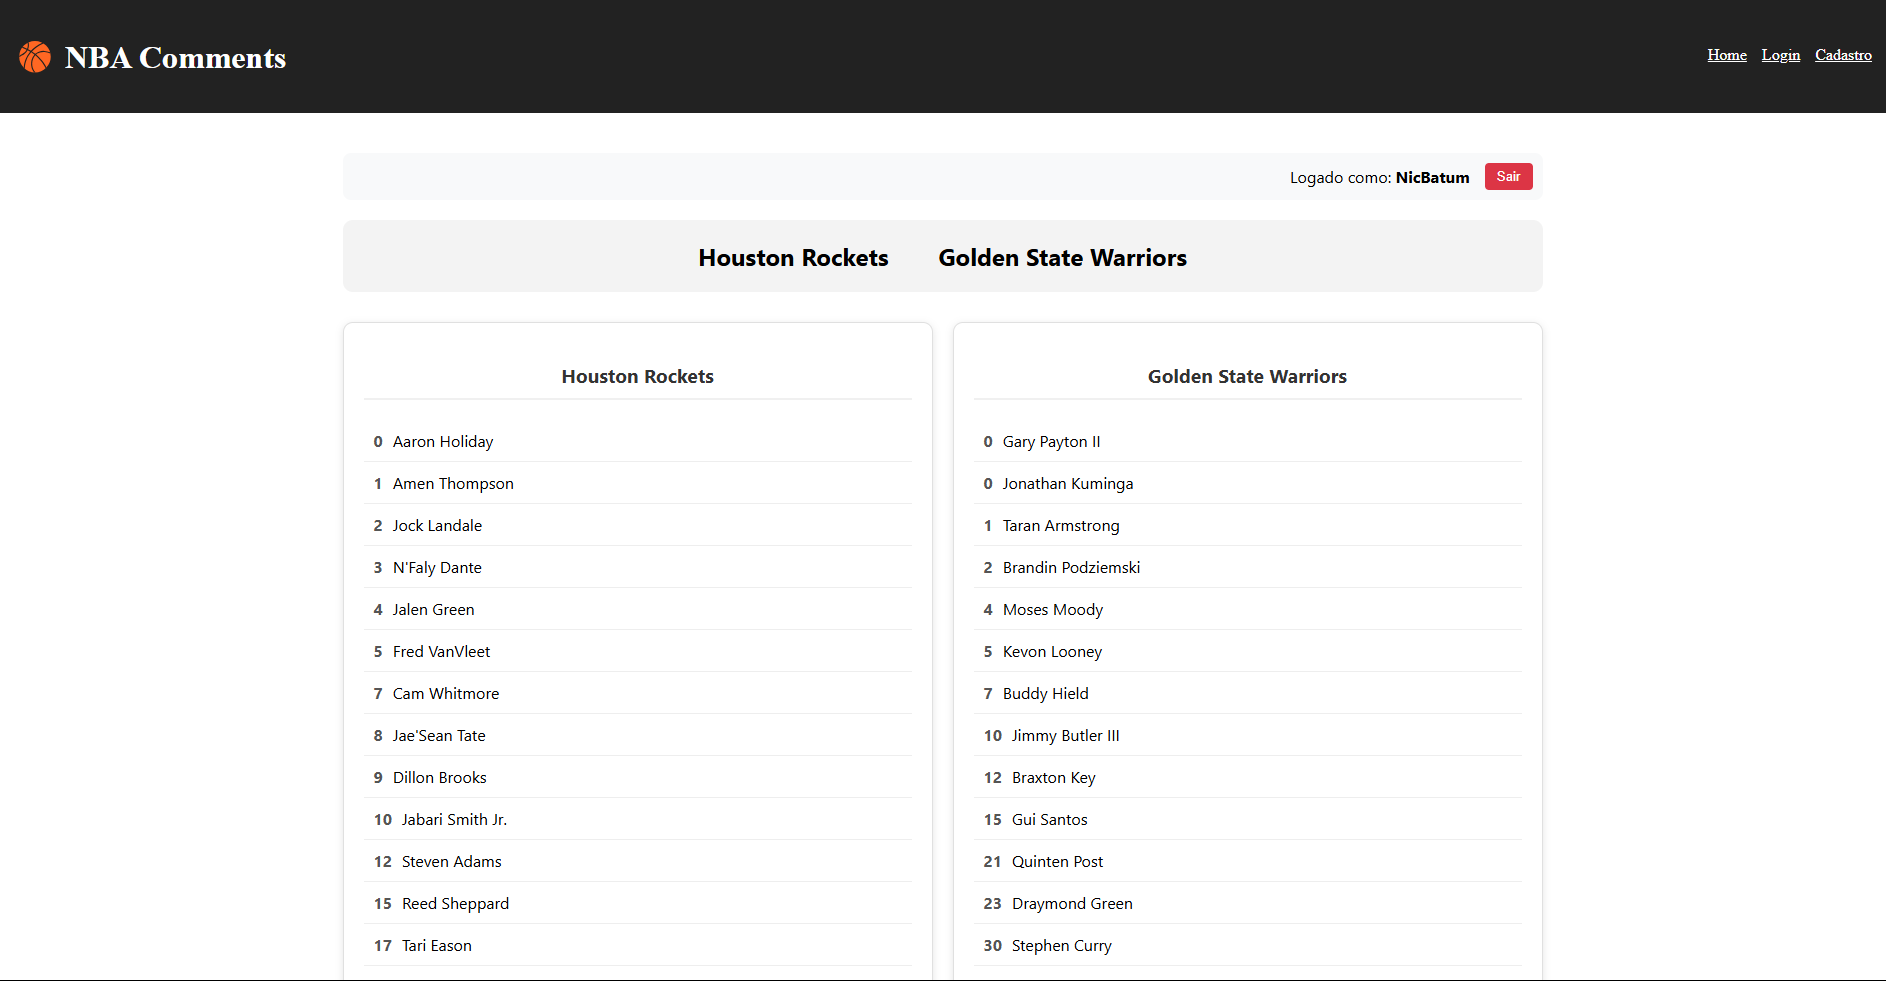 NBA Comments
Home Login Cadastro
Logado como: NicBatum Sair
Houston Rockets Golden State Warriors
Houston Rockets
0 Aaron Holiday
1 Amen Thompson
2 Jock Landale
3 N'Faly Dante
4 Jalen Green
5 Fred VanVleet
7 Cam Whitmore
8 Jae'Sean Tate
9 Dillon Brooks
10 Jabari Smith Jr.
12 Steven Adams
15 Reed Sheppard
17 Tari Eason
Golden State Warriors
0 Gary Payton II
0 Jonathan Kuminga
1 Taran Armstrong
2 Brandin Podziemski
4 Moses Moody
5 Kevon Looney
7 Buddy Hield
10 Jimmy Butler III
12 Braxton Key
15 Gui Santos
21 Quinten Post
23 Draymond Green
30 Stephen Curry